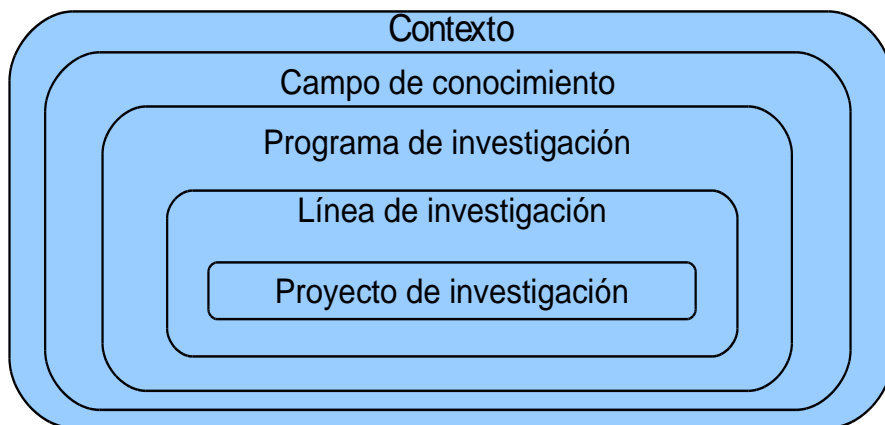 Contexto
Campo de conocimiento
Programa de investigación
Línea de investigación
Proyecto de investigación